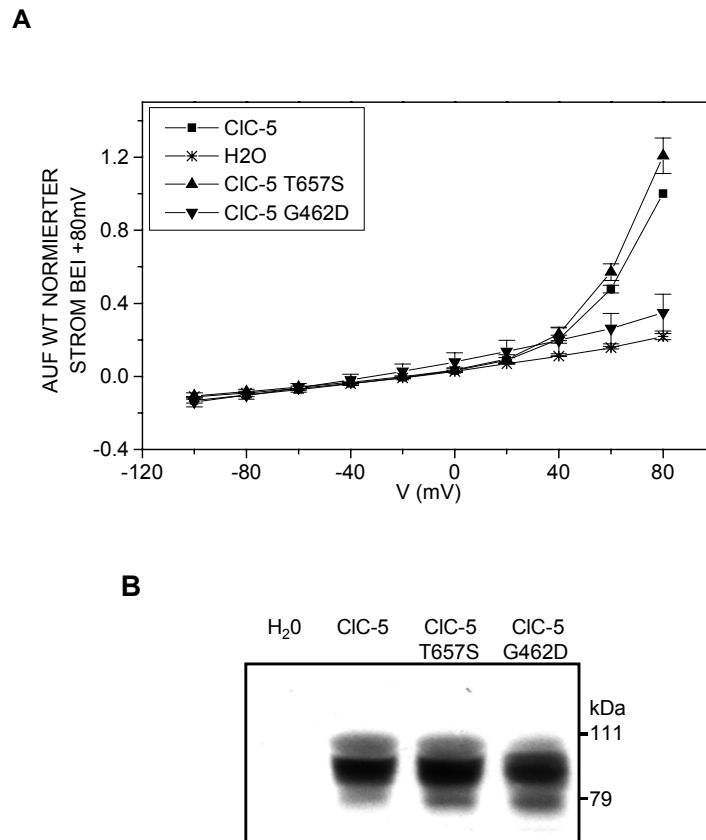 A
ClC-5
H2O
ClC-5 T657S
ClC-5 G462D
AUF WT NORMIERTER
STROM BEI +80mV
1.2
0.8
0.4
0.0
-0.4
-120
-80
-40
0
40
80
V (mV)
B
H₂0 ClC-5 ClC-5 ClC-5
T657S G462D
kDa
111
79